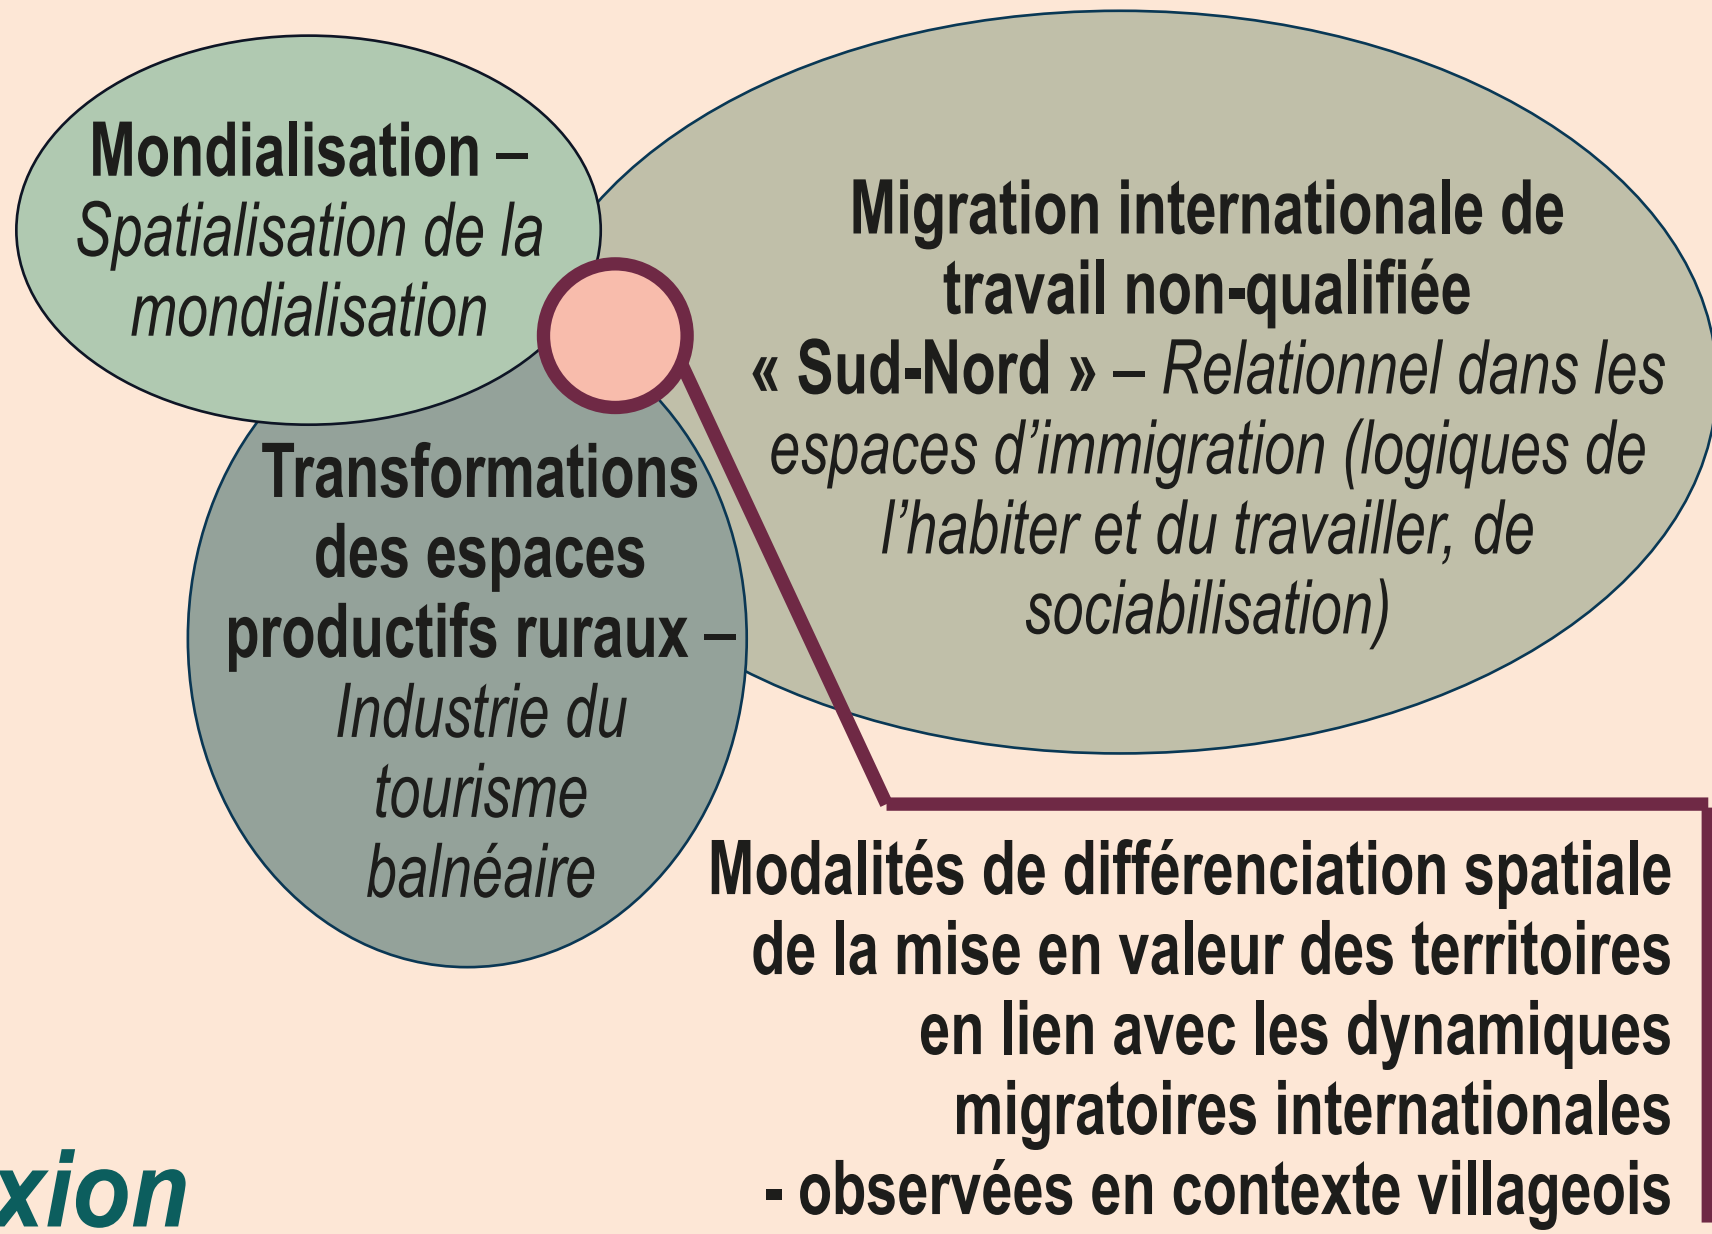 Mondialisation –
Spatialisation de la
mondialisation
Migration internationale de
travail non-qualifiée
« Sud-Nord » – Relationnel dans les
espaces d’immigration (logiques de
l’habiter et du travailler, de
sociabilisation)
Transformations
des espaces
productifs ruraux –
Industrie du
tourisme
balnéaire
Modalités de différenciation spatiale
de la mise en valeur des territoires
en lien avec les dynamiques
migratoires internationales
- observées en contexte villageois
xion